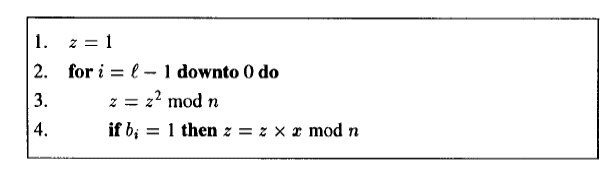 1. z = 1
2. for i = ℓ − 1 downto 0 do
3. z = z² mod n
4. if bᵢ = 1 then z = z × x mod n